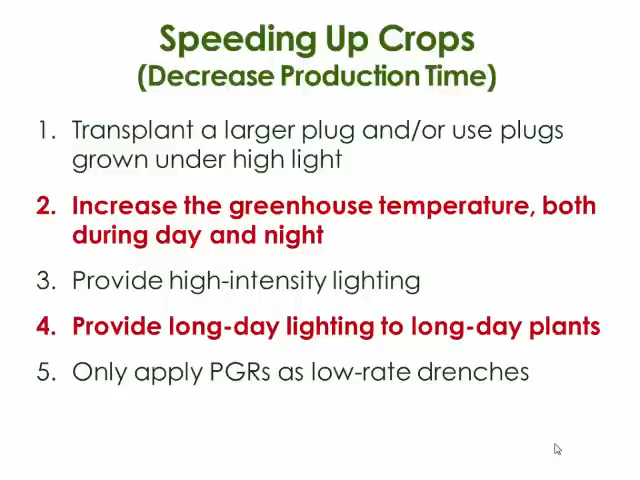 Speeding Up Crops
(Decrease Production Time)
1. Transplant a larger plug and/or use plugs
grown under high light
2. Increase the greenhouse temperature, both
during day and night
3. Provide high-intensity lighting
4. Provide long-day lighting to long-day plants
5. Only apply PGRs as low-rate drenches